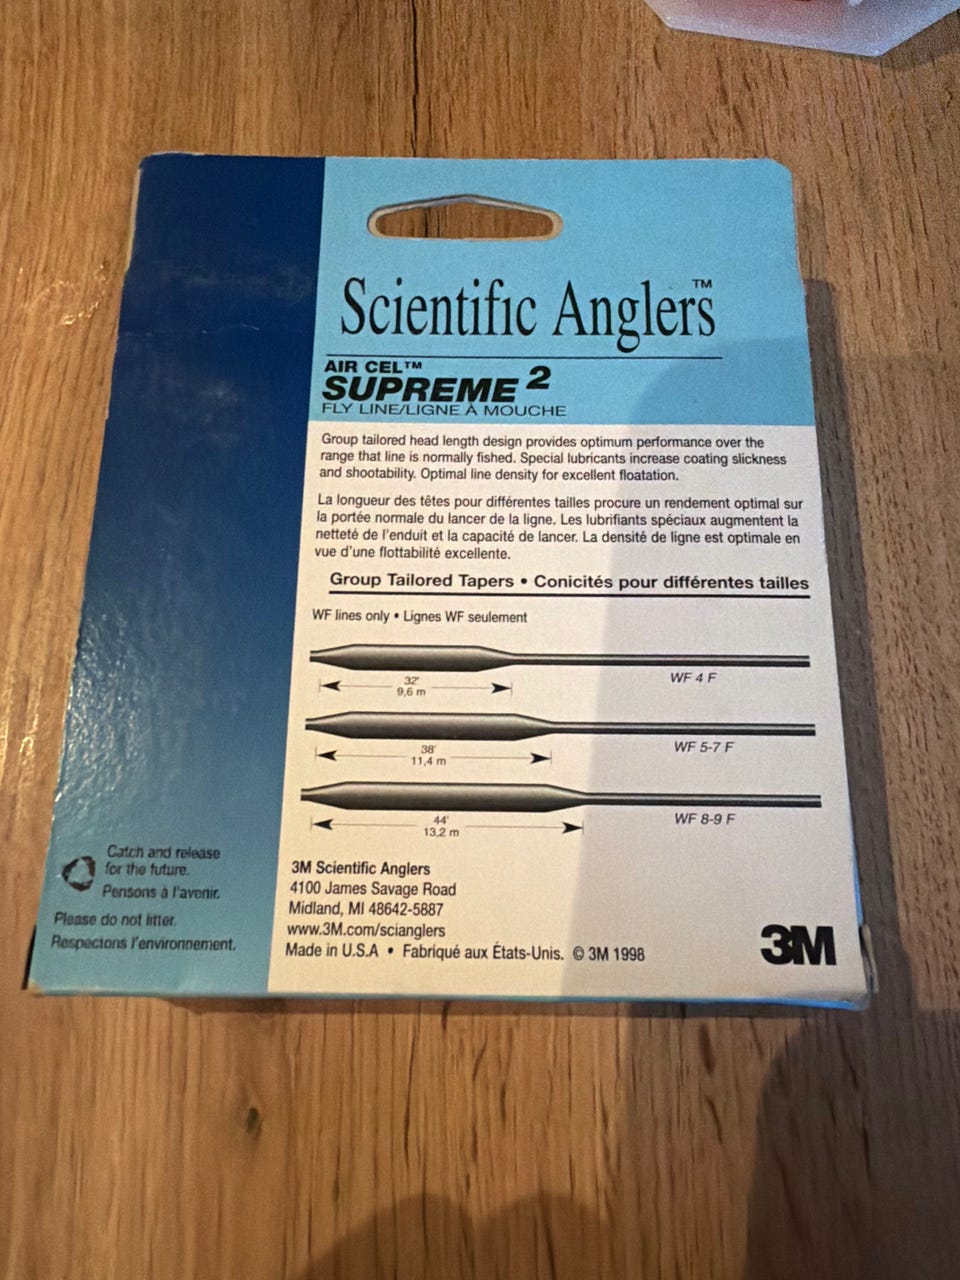 Scientific Anglers™
AIR CEL™
SUPREME 2
FLY LINE/LIGNE À MOUCHE
Group tailored head length design provides optimum performance over the
range that line is normally fished. Special lubricants increase coating slickness
and shootability. Optimal line density for excellent floatation.
La longueur des têtes pour différentes tailles procure un rendement optimal sur
la portée normale du lancer de la ligne. Les lubrifiants spéciaux augmentent la
netteté de l'enduit et la capacité de lancer. La densité de ligne est optimale en
vue d'une flottabilité excellente.
Group Tailored Tapers • Conicités pour différentes tailles
WF lines only • Lignes WF seulement
32'
9,6 m
WF 4 F
38'
11,4 m
WF 5-7 F
44'
13,2 m
WF 8-9 F
Catch and release
for the future.
Pensons à l'avenir.
Please do not litter.
Respectons l'environnement.
3M Scientific Anglers
4100 James Savage Road
Midland, MI 48642-5887
www.3M.com/scianglers
Made in U.S.A • Fabriqué aux États-Unis. © 3M 1998
3M